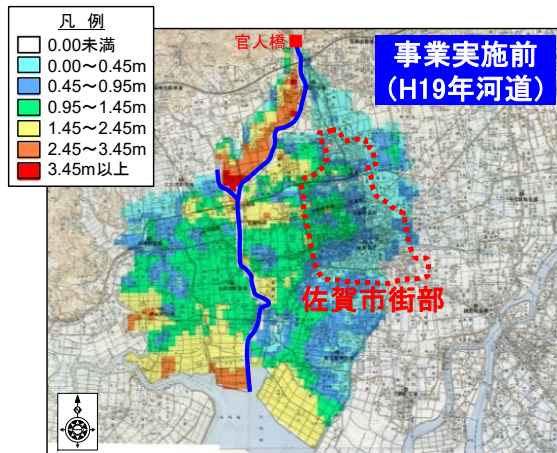 凡 例
0.00未満
0.00～0.45m
0.45～0.95m
0.95～1.45m
1.45～2.45m
2.45～3.45m
3.45m以上
官人橋
事業実施前
(H19年河道)
佐賀市街部